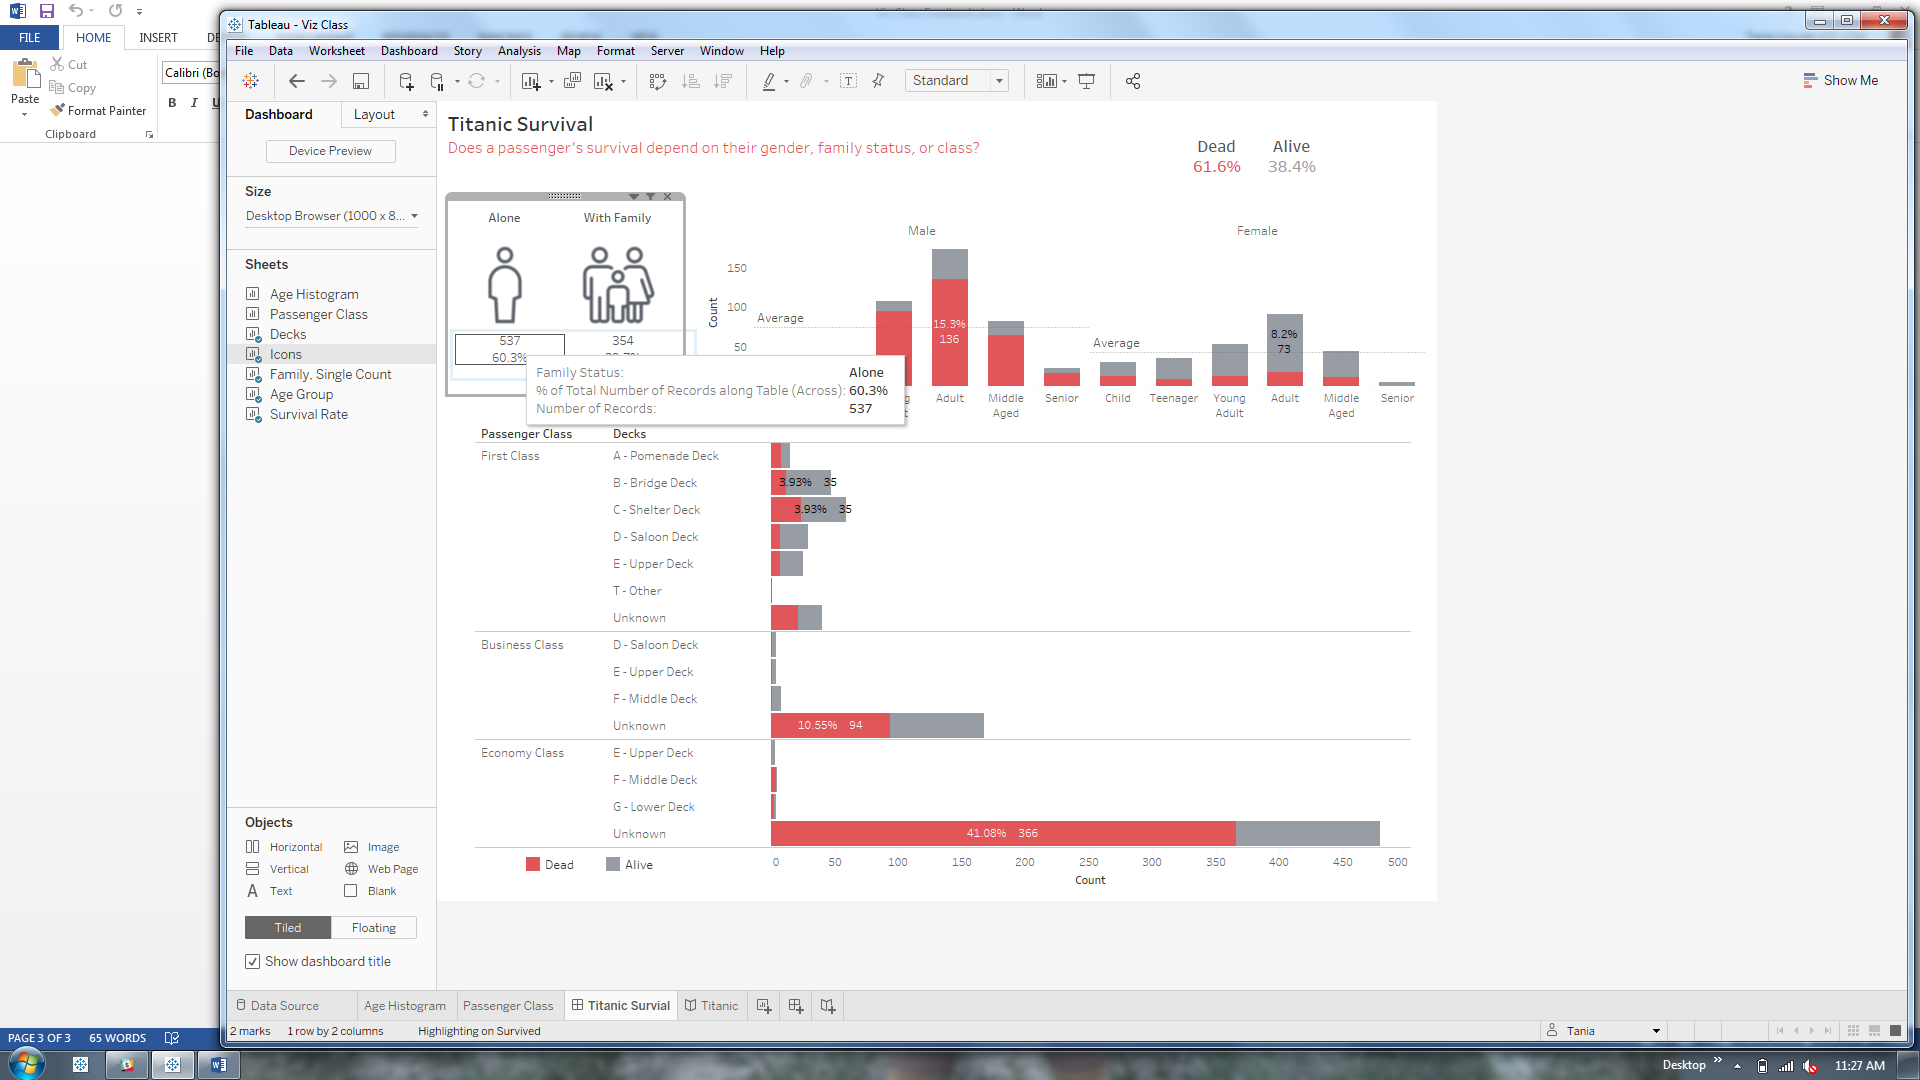 FILE
HOME
INSERT
Cut
Copy
Format Painter
Paste
Clipboard
Calibri (Bo
B I U
Tableau - Viz Class
File Data Worksheet Dashboard Story Analysis Map Format Server Window Help
Standard
Show Me
Dashboard
Layout
Device Preview
Size
Desktop Browser (1000 x 8...
Sheets
Age Histogram
Passenger Class
Decks
Icons
Family, Single Count
Age Group
Survival Rate
Objects
Horizontal Image
Vertical Web Page
Text Blank
Tiled Floating
Show dashboard title
Titanic Survival
Does a passenger's survival depend on their gender, family status, or class?
Dead Alive
61.6% 38.4%
Alone With Family
537 354
60.3%
Family Status: Alone
% of Total Number of Records along Table (Across): 60.3%
Number of Records: 537
Male Female
Count
150
100
50
Average
Average
15.3%
136
8.2%
73
Adult
Middle Aged
Senior
Child
Teenager
Young Adult
Adult
Middle Aged
Senior
Passenger Class Decks
First Class A - Pomenade Deck
B - Bridge Deck 3.93% 35
C - Shelter Deck 3.93% 35
D - Saloon Deck
E - Upper Deck
T - Other
Unknown
Business Class D - Saloon Deck
E - Upper Deck
F - Middle Deck
Unknown 10.55% 94
Economy Class E - Upper Deck
F - Middle Deck
G - Lower Deck
Unknown 41.08% 366
Dead Alive
0 50 100 150 200 250 300 350 400 450 500
Count
Data Source Age Histogram Passenger Class Titanic Survial Titanic
2 marks 1 row by 2 columns Highlighting on Survived
Tania
PAGE 3 OF 3 65 WORDS
Desktop
11:27 AM